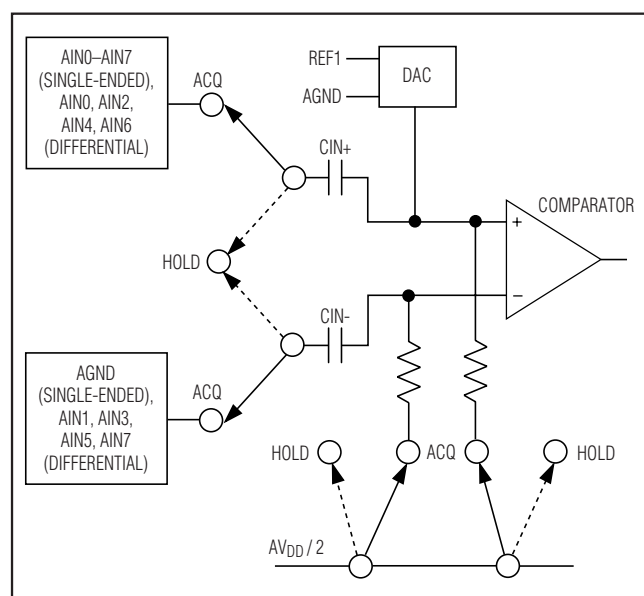 AIN0–AIN7
(SINGLE-ENDED),
AIN0, AIN2,
AIN4, AIN6
(DIFFERENTIAL)
ACQ
REF1
AGND
DAC
CIN+
COMPARATOR
+
−
HOLD
CIN-
AGND
(SINGLE-ENDED),
AIN1, AIN3,
AIN5, AIN7
(DIFFERENTIAL)
ACQ
HOLD
ACQ
HOLD
AVDD / 2